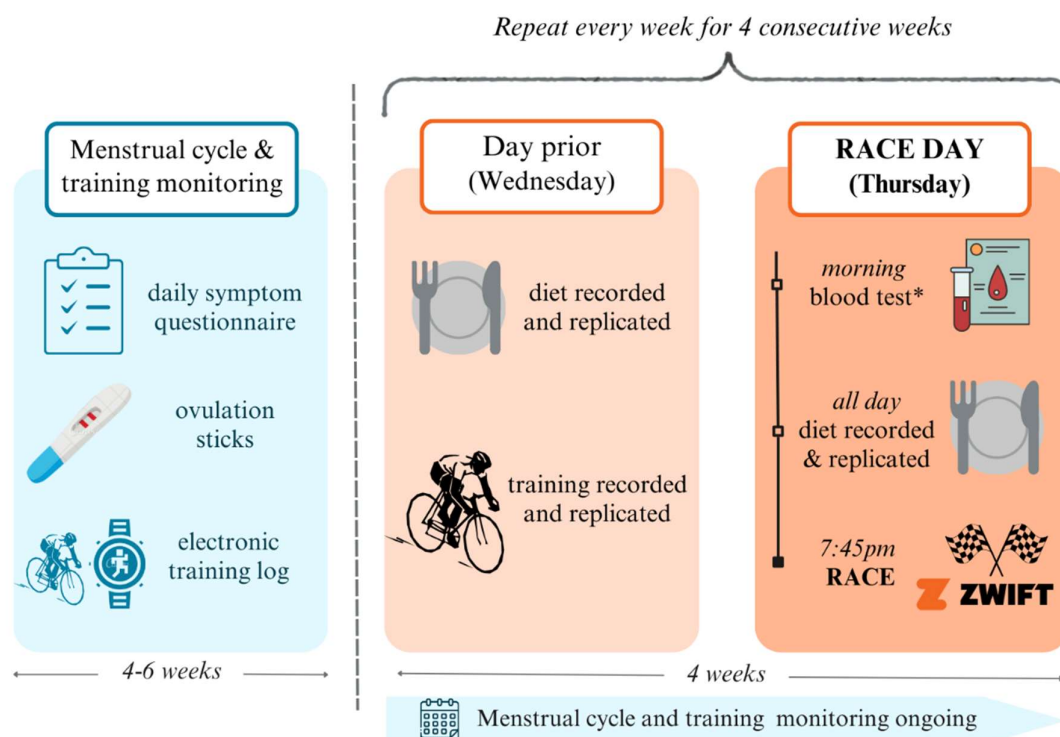 Repeat every week for 4 consecutive weeks
Menstrual cycle &
training monitoring
daily symptom
questionnaire
ovulation
sticks
electronic
training log
4-6 weeks
Day prior
(Wednesday)
diet recorded
and replicated
training recorded
and replicated
RACE DAY
(Thursday)
morning
blood test*
all day
diet recorded
& replicated
7:45pm
RACE
ZWIFT
4 weeks
Menstrual cycle and training monitoring ongoing